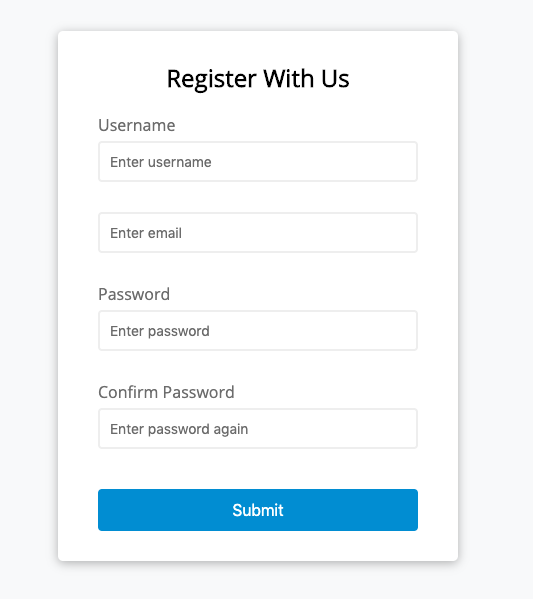 Register With Us
Username
Enter username
Enter email
Password
Enter password
Confirm Password
Enter password again
Submit